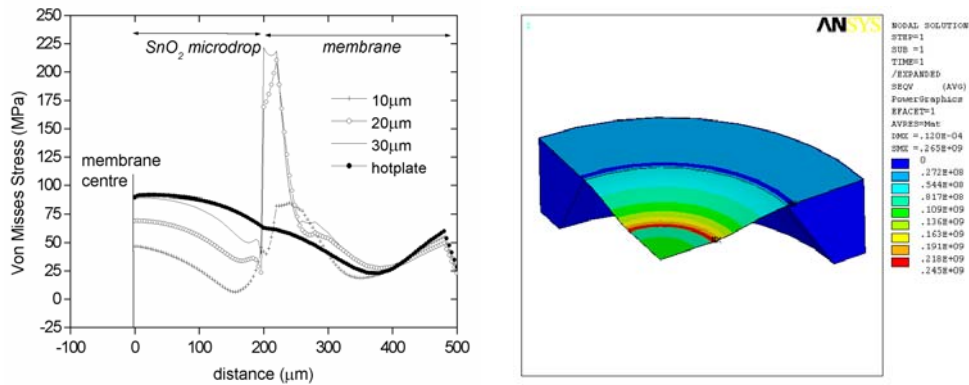 Von Misses Stress (MPa)
250
225
200
175
150
125
100
75
50
25
0
-25
-100
0
100
200
300
400
500
distance (μm)
SnO2 microdrop
membrane
10μm
20μm
30μm
hotplate
membrane
centre
ANSYS
1
NODAL SOLUTION
STEP=1
SUB =1
TIME=1
/EXPANDED
SEQV (AVG)
PowerGraphics
EFACET=1
AVRES=Mat
DMX =.120E-04
SMX =.265E+09
0
.272E+08
.544E+08
.817E+08
.109E+09
.136E+09
.163E+09
.191E+09
.218E+09
.245E+09